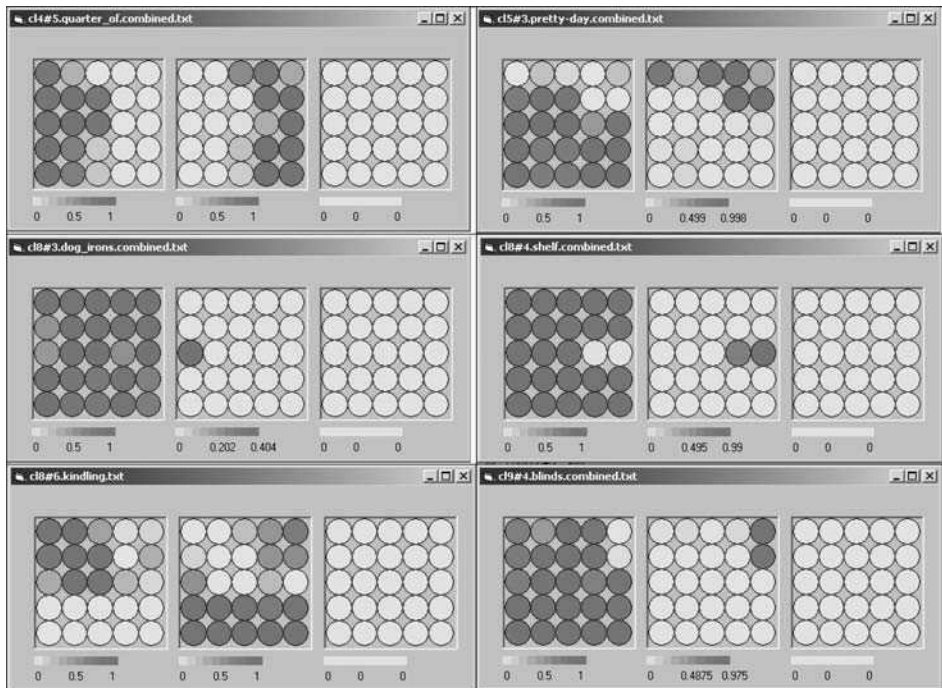 cl4#5.quarter_of.combined.txt
0 0.5 1
0 0.5 1
0 0 0
cl5#3.pretty-day.combined.txt
0 0.5 1
0 0.499 0.998
0 0 0
cl8#3.dog_irons.combined.txt
0 0.5 1
0 0.202 0.404
0 0 0
cl8#4.shelf.combined.txt
0 0.5 1
0 0.495 0.99
0 0 0
cl8#6.kindling.txt
0 0.5 1
0 0.5 1
0 0 0
cl9#4.blinds.combined.txt
0 0.5 1
0 0.4875 0.975
0 0 0